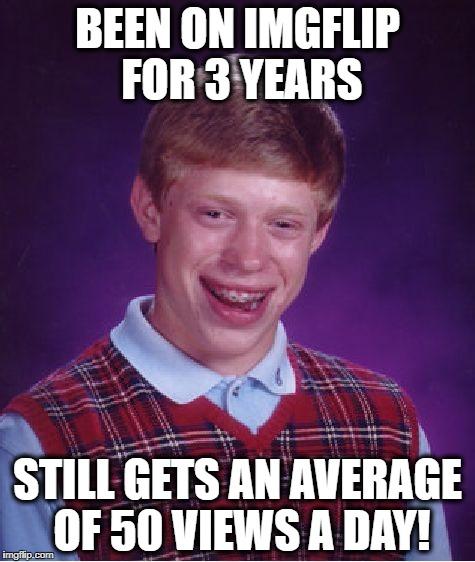 BEEN ON IMGFLIP
FOR 3 YEARS
STILL GETS AN AVERAGE
OF 50 VIEWS A DAY!
imgflip.com